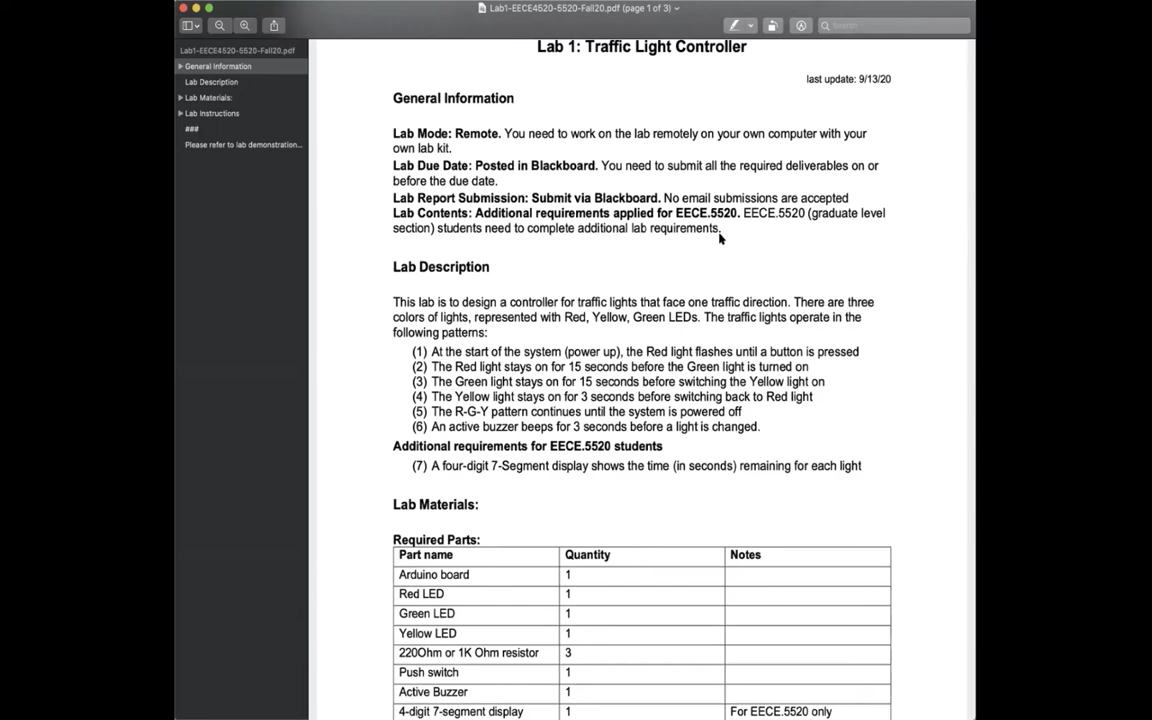 Lab1-EECE4520-5520-Fall20.pdf (page 1 of 3)
Search
Lab1-EECE4520-5520-Fall20.pdf
General Information
Lab Description
Lab Materials:
Lab Instructions
###
Please refer to lab demonstration...
Lab 1: Traffic Light Controller
last update: 9/13/20
General Information
Lab Mode: Remote. You need to work on the lab remotely on your own computer with your
own lab kit.
Lab Due Date: Posted in Blackboard. You need to submit all the required deliverables on or
before the due date.
Lab Report Submission: Submit via Blackboard. No email submissions are accepted
Lab Contents: Additional requirements applied for EECE.5520. EECE.5520 (graduate level
section) students need to complete additional lab requirements.
Lab Description
This lab is to design a controller for traffic lights that face one traffic direction. There are three
colors of lights, represented with Red, Yellow, Green LEDs. The traffic lights operate in the
following patterns:
(1) At the start of the system (power up), the Red light flashes until a button is pressed
(2) The Red light stays on for 15 seconds before the Green light is turned on
(3) The Green light stays on for 15 seconds before switching the Yellow light on
(4) The Yellow light stays on for 3 seconds before switching back to Red light
(5) The R-G-Y pattern continues until the system is powered off
(6) An active buzzer beeps for 3 seconds before a light is changed.
Additional requirements for EECE.5520 students
(7) A four-digit 7-Segment display shows the time (in seconds) remaining for each light
Lab Materials:
Required Parts:
Part name Quantity Notes
Arduino board 1
Red LED 1
Green LED 1
Yellow LED 1
220Ohm or 1K Ohm resistor 3
Push switch 1
Active Buzzer 1
4-digit 7-segment display 1 For EECE.5520 only